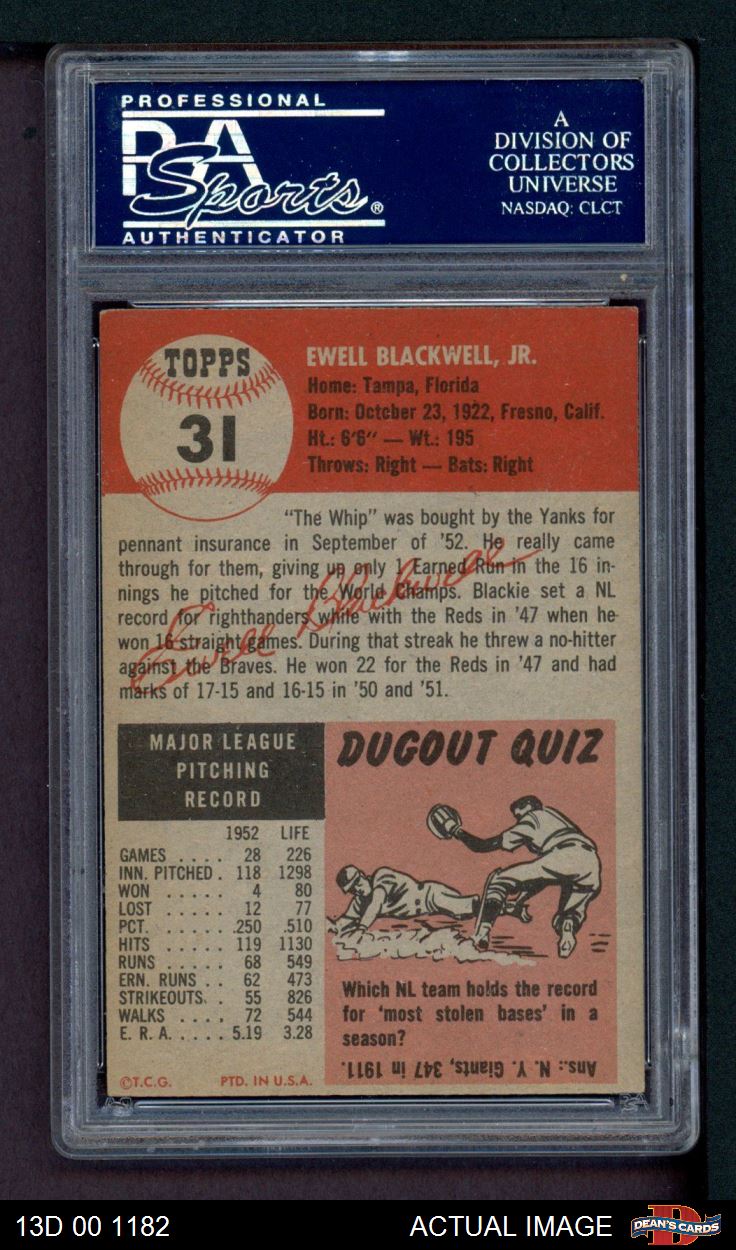 PROFESSIONAL
PSA
Sports®
AUTHENTICATOR
A
DIVISION OF
COLLECTORS
UNIVERSE
NASDAQ: CLCT
TOPPS
31
EWELL BLACKWELL, JR.
Home: Tampa, Florida
Born: October 23, 1922, Fresno, Calif.
Ht.: 6'6" — Wt.: 195
Throws: Right — Bats: Right
"The Whip" was bought by the Yanks for
pennant insurance in September of '52. He really came
through for them, giving up only 1 Earned Run in the 16 in-
nings he pitched for the World Champs. Blackie set a NL
record for righthanders while with the Reds in '47 when he
won 16 straight games. During that streak he threw a no-hitter
against the Braves. He won 22 for the Reds in '47 and had
marks of 17-15 and 16-15 in '50 and '51.
Ewell Blackwell
MAJOR LEAGUE
PITCHING
RECORD
1952 LIFE
GAMES .... 28 226
INN. PITCHED . 118 1298
WON ..... 4 80
LOST ..... 12 77
PCT. ..... .250 .510
HITS ..... 119 1130
RUNS ..... 68 549
ERN. RUNS .. 62 473
STRIKEOUTS. . 55 826
WALKS .... 72 544
E. R. A. .... 5.19 3.28
©T.C.G. PTD. IN U.S.A.
DUGOUT QUIZ
Which NL team holds the record
for 'most stolen bases' in a
season?
Ans.: N. Y. Giants, 347 in 1911.
13D 00 1182
ACTUAL IMAGE
D
DEAN'S CARDS